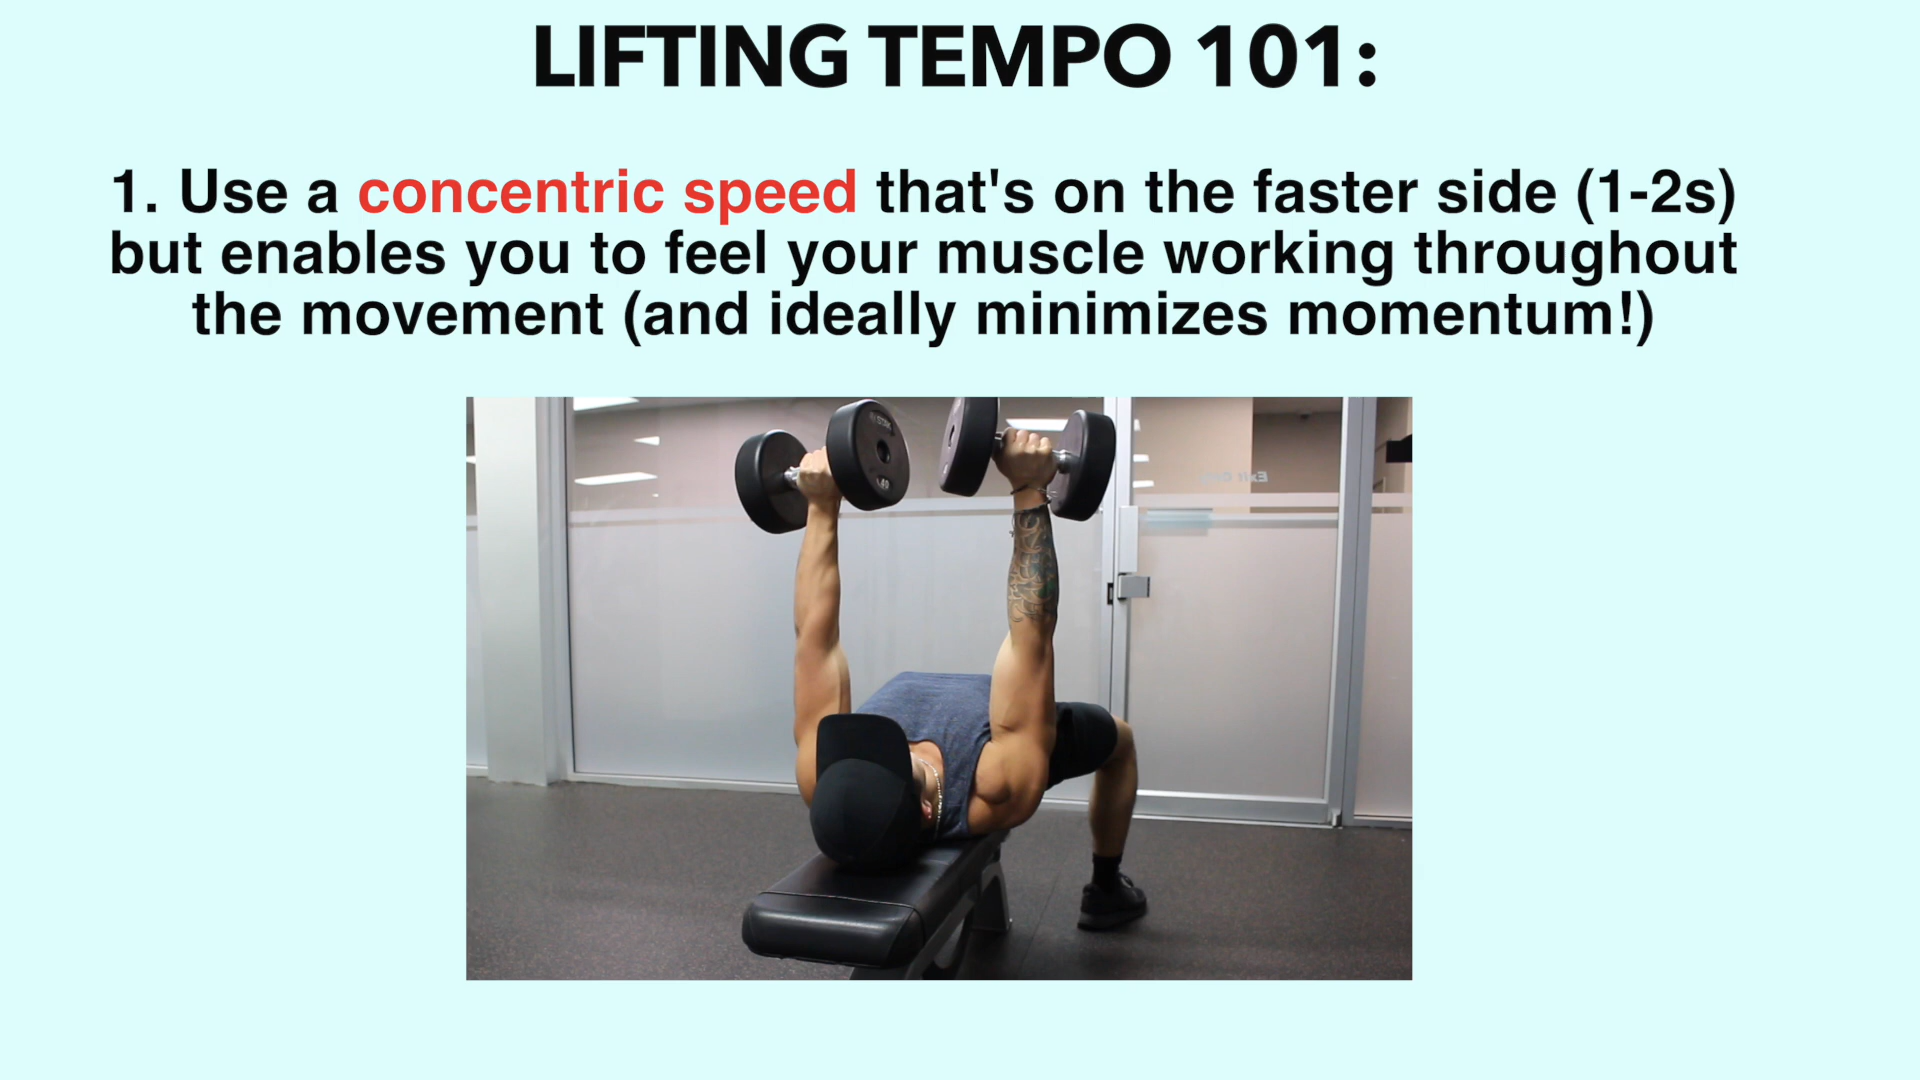 LIFTING TEMPO 101:
1. Use a concentric speed that's on the faster side (1-2s)
but enables you to feel your muscle working throughout
the movement (and ideally minimizes momentum!)